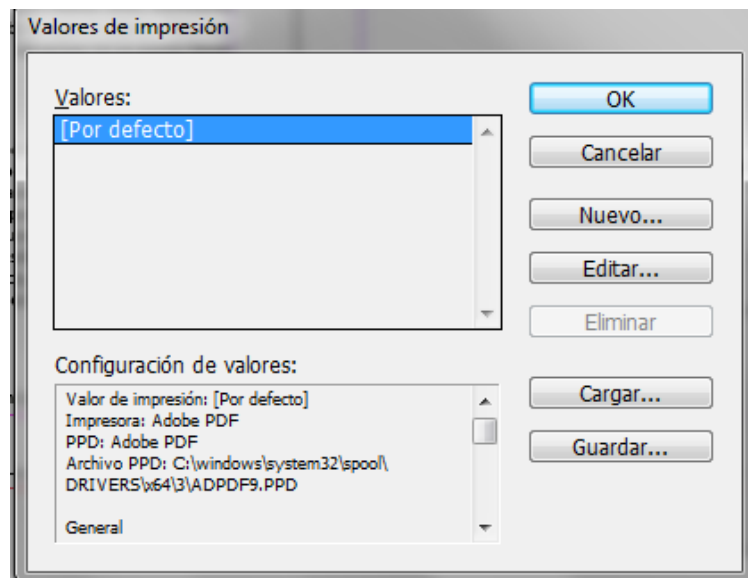 Valores de impresión
Valores:
[Por defecto]
OK
Cancelar
Nuevo...
Editar...
Eliminar
Configuración de valores:
Valor de impresión: [Por defecto]
Impresora: Adobe PDF
PPD: Adobe PDF
Archivo PPD: C:\windows\system32\spool\
DRIVERS\x64\3\ADPDF9.PPD
General
Cargar...
Guardar...